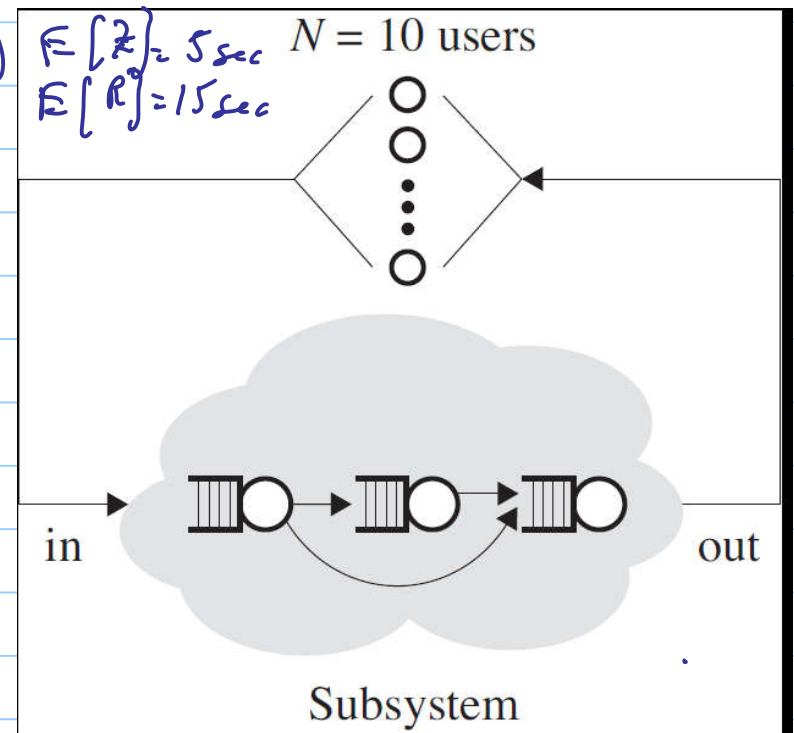 ) E[Z]= 5 sec N = 10 users
E[R]=15 sec
in
out
Subsystem